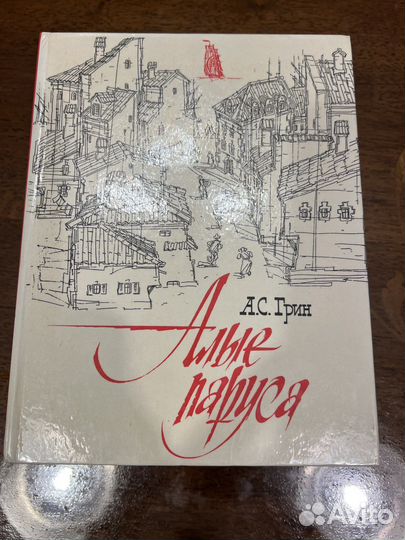 А.С. Грин
Алые
паруса
Avito